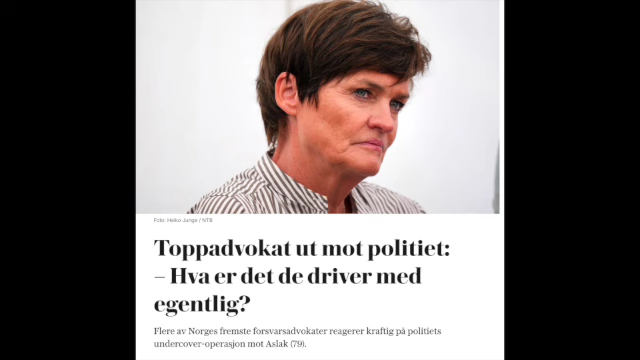 Foto: Heiko Junge / NTB
Toppadvokat ut mot politiet:
– Hva er det de driver med
egentlig?
Flere av Norges fremste forsvarsadvokater reagerer kraftig på politiets
undercover-operasjon mot Aslak (79).